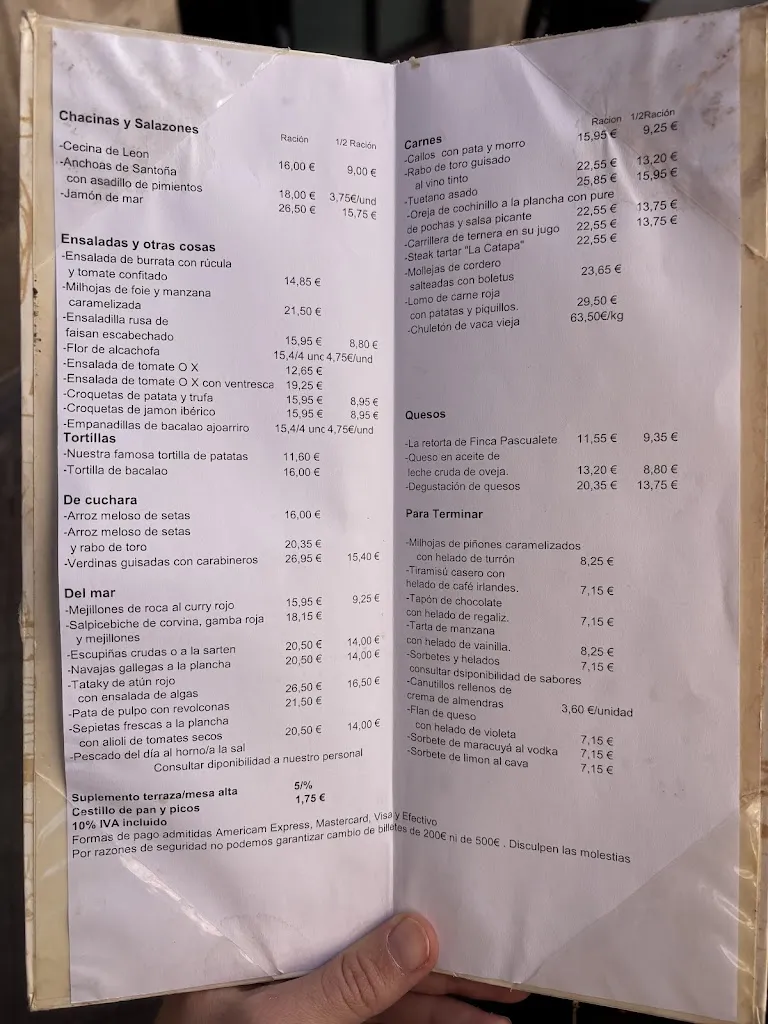 Chacinas y Salazones
Ración 1/2 Ración
-Cecina de Leon 16,00 € 9,00 €
-Anchoas de Santoña
con asadillo de pimientos 18,00 € 3,75€/und
-Jamón de mar 26,50 € 15,75 €
Ensaladas y otras cosas
-Ensalada de burrata con rúcula
y tomate confitado 14,85 €
-Milhojas de foie y manzana
caramelizada 21,50 €
-Ensaladilla rusa de
faisan escabechado 15,95 € 8,80 €
-Flor de alcachofa 15,4/4 unc 4,75€/und
-Ensalada de tomate O X 12,65 €
-Ensalada de tomate O X con ventresca 19,25 €
-Croquetas de patata y trufa 15,95 € 8,95 €
-Croquetas de jamon ibérico 15,95 € 8,95 €
-Empanadillas de bacalao ajoarriro 15,4/4 unc 4,75€/und
Tortillas
-Nuestra famosa tortilla de patatas 11,60 €
-Tortilla de bacalao 16,00 €
De cuchara
-Arroz meloso de setas 16,00 €
-Arroz meloso de setas
y rabo de toro 20,35 €
-Verdinas guisadas con carabineros 26,95 € 15,40 €
Del mar
-Mejillones de roca al curry rojo 15,95 € 9,25 €
-Salpicebiche de corvina, gamba roja 18,15 €
y mejillones
-Escupiñas crudas o a la sarten 20,50 € 14,00 €
-Navajas gallegas a la plancha 20,50 € 14,00 €
-Tataky de atún rojo
con ensalada de algas 26,50 € 16,50 €
-Pata de pulpo con revolconas 21,50 €
-Sepietas frescas a la plancha
con alioli de tomates secos 20,50 € 14,00 €
-Pescado del día al horno/a la sal
Consultar diponibilidad a nuestro personal
Suplemento terraza/mesa alta 5/%
Cestillo de pan y picos 1,75 €
10% IVA incluido
Formas de pago admitidas Americam Express, Mastercard, Visa y Efectivo
Por razones de seguridad no podemos garantizar cambio de billetes de 200€ ni de 500€ . Disculpen las molestias
Racion 1/2Ración
Carnes
-Callos con pata y morro 15,95 € 9,25 €
-Rabo de toro guisado
al vino tinto 22,55 € 13,20 €
-Tuetano asado 25,85 € 15,95 €
-Oreja de cochinillo a la plancha con pure
de pochas y salsa picante 22,55 € 13,75 €
-Carrillera de ternera en su jugo 22,55 € 13,75 €
-Steak tartar "La Catapa" 22,55 €
-Mollejas de cordero
salteadas con boletus 23,65 €
-Lomo de carne roja
con patatas y piquillos. 29,50 €
-Chuletón de vaca vieja 63,50€/kg
Quesos
-La retorta de Finca Pascualete 11,55 € 9,35 €
-Queso en aceite de
leche cruda de oveja. 13,20 € 8,80 €
-Degustación de quesos 20,35 € 13,75 €
Para Terminar
-Milhojas de piñones caramelizados
con helado de turrón 8,25 €
-Tiramisú casero con
helado de café irlandes. 7,15 €
-Tapón de chocolate
con helado de regaliz. 7,15 €
-Tarta de manzana
con helado de vainilla. 8,25 €
-Sorbetes y helados 7,15 €
consultar dsiponibilidad de sabores
-Canutillos rellenos de
crema de almendras 3,60 €/unidad
-Flan de queso
con helado de violeta 7,15 €
-Sorbete de maracuyá al vodka 7,15 €
-Sorbete de limon al cava 7,15 €